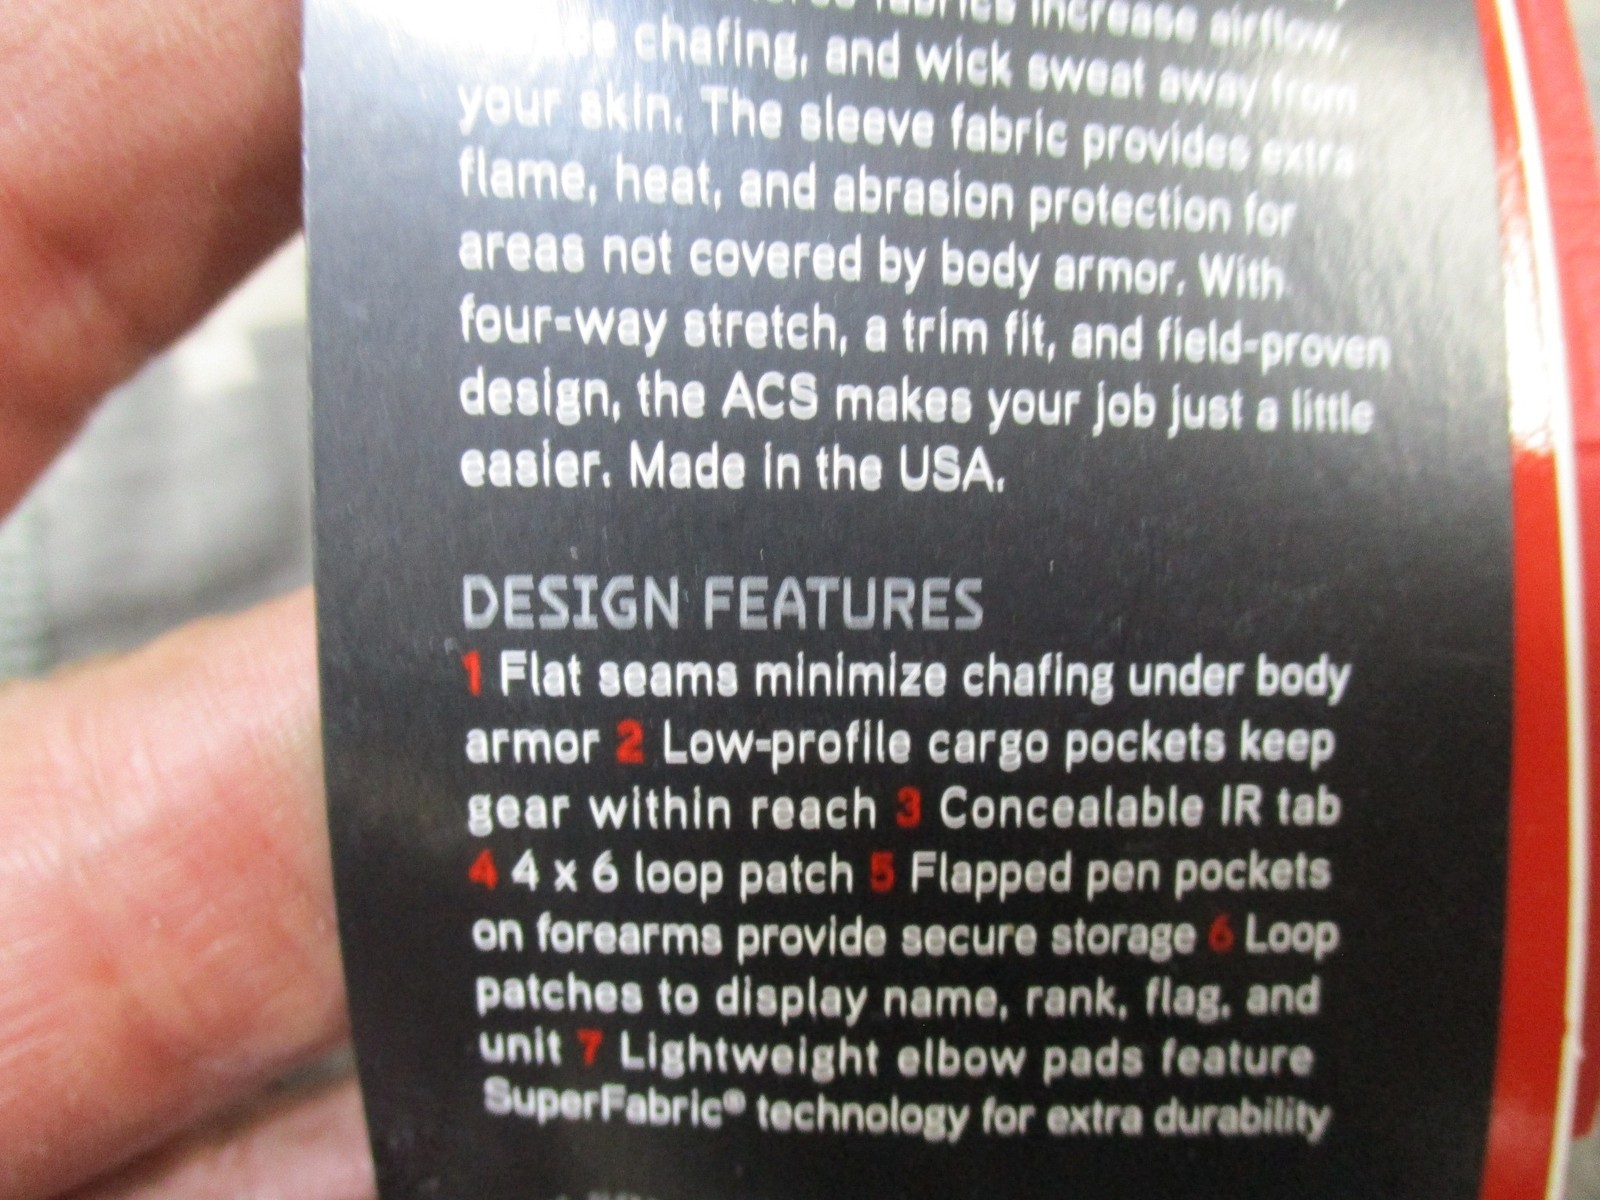 fabrics increase airflow,
chafing, and wick sweat away from
your skin. The sleeve fabric provides extra
flame, heat, and abrasion protection for
areas not covered by body armor. With
four-way stretch, a trim fit, and field-proven
design, the ACS makes your job just a little
easier. Made in the USA.
DESIGN FEATURES
1 Flat seams minimize chafing under body
armor 2 Low-profile cargo pockets keep
gear within reach 3 Concealable IR tab
4 4 x 6 loop patch 5 Flapped pen pockets
on forearms provide secure storage 6 Loop
patches to display name, rank, flag, and
unit 7 Lightweight elbow pads feature
SuperFabric® technology for extra durability